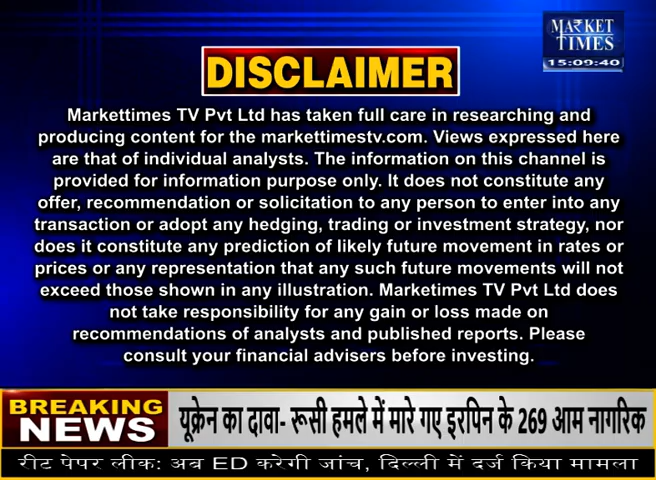 MARKET
TIMES
15:09:40
DISCLAIMER
Markettimes TV Pvt Ltd has taken full care in researching and
producing content for the markettimestv.com. Views expressed here
are that of individual analysts. The information on this channel is
provided for information purpose only. It does not constitute any
offer, recommendation or solicitation to any person to enter into any
transaction or adopt any hedging, trading or investment strategy, nor
does it constitute any prediction of likely future movement in rates or
prices or any representation that any such future movements will not
exceed those shown in any illustration. Marketimes TV Pvt Ltd does
not take responsibility for any gain or loss made on
recommendations of analysts and published reports. Please
consult your financial advisers before investing.
BREAKING
NEWS
यूक्रेन का दावा- रूसी हमले में मारे गए इरपिन के 269 आम नागरिक
रीट पेपर लीक: अब ED करेगी जांच, दिल्ली में दर्ज किया मामला